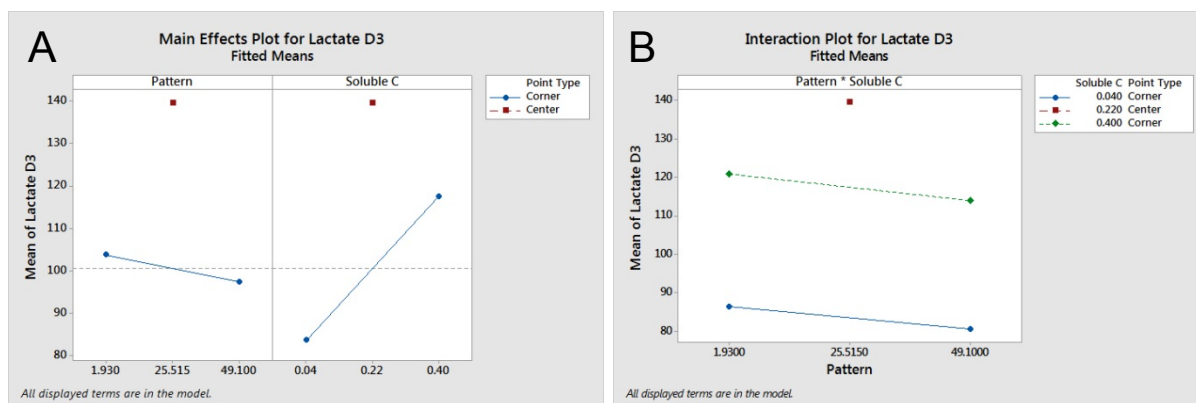 A
Main Effects Plot for Lactate D3
Fitted Means
Pattern
Soluble C
Point Type
Corner
Center
Mean of Lactate D3
140
130
120
110
100
90
80
1.930 25.515 49.100 0.04 0.22 0.40
All displayed terms are in the model.
B
Interaction Plot for Lactate D3
Fitted Means
Pattern * Soluble C
Soluble C Point Type
0.040 Corner
0.220 Center
0.400 Corner
Mean of Lactate D3
140
130
120
110
100
90
80
1.9300 25.5150 49.1000
Pattern
All displayed terms are in the model.